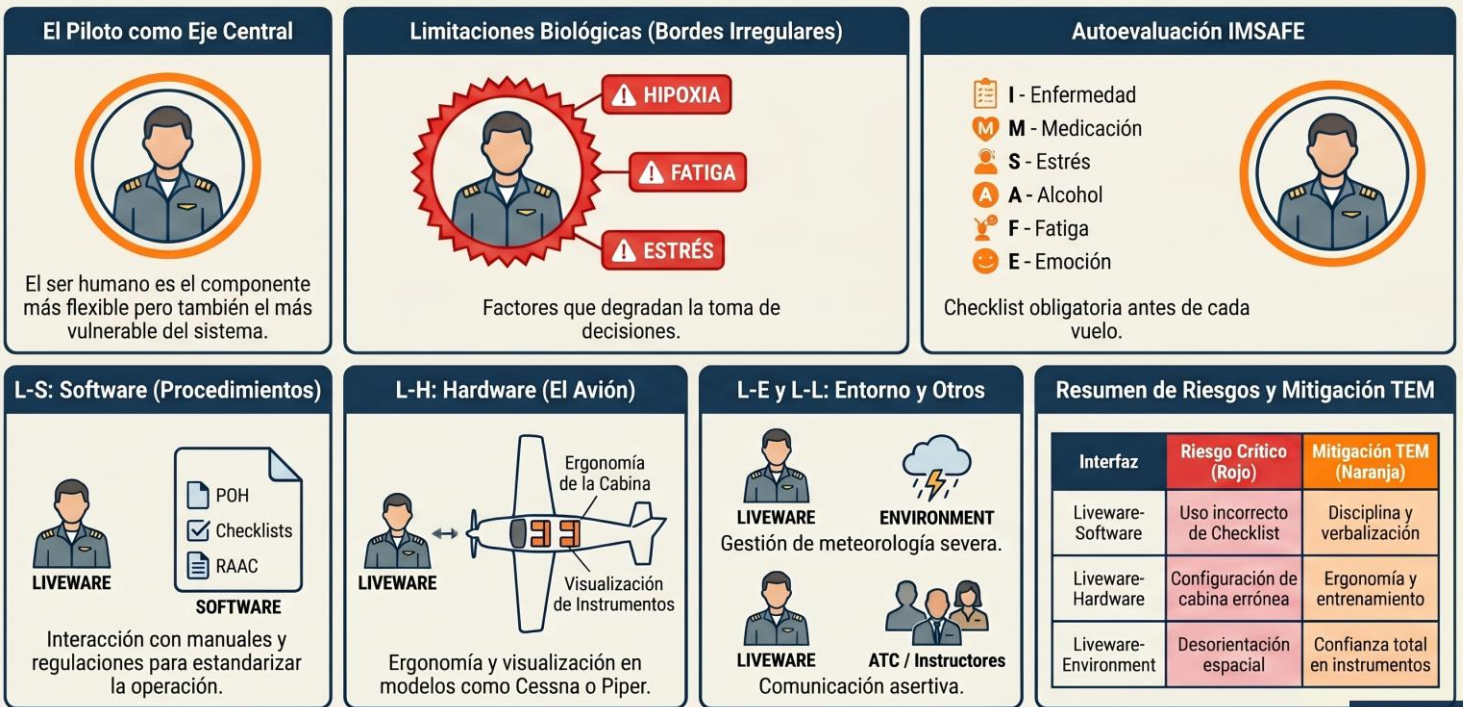 El Piloto como Eje Central
El ser humano es el componente
más flexible pero también el más
vulnerable del sistema.
Limitaciones Biológicas (Bordes Irregulares)
HIPOXIA
FATIGA
ESTRÉS
Factores que degradan la toma de
decisiones.
Autoevaluación IMSAFE
I - Enfermedad
M M - Medicación
S - Estrés
A A - Alcohol
F - Fatiga
E - Emoción
Checklist obligatoria antes de cada
vuelo.
L-S: Software (Procedimientos)
POH
Checklists
RAAC
LIVEWARE
SOFTWARE
Interacción con manuales y
regulaciones para estandarizar
la operación.
L-H: Hardware (El Avión)
Ergonomía
de la Cabina
LIVEWARE
Visualización
de Instrumentos
Ergonomía y visualización en
modelos como Cessna o Piper.
L-E y L-L: Entorno y Otros
LIVEWARE ENVIRONMENT
Gestión de meteorología severa.
LIVEWARE ATC / Instructores
Comunicación asertiva.
Resumen de Riesgos y Mitigación TEM
Interfaz
Riesgo Crítico
(Rojo)
Mitigación TEM
(Naranja)
Liveware-
Software
Uso incorrecto
de Checklist
Disciplina y
verbalización
Liveware-
Hardware
Configuración de
cabina errónea
Ergonomía y
entrenamiento
Liveware-
Environment
Desorientación
espacial
Confianza total
en instrumentos